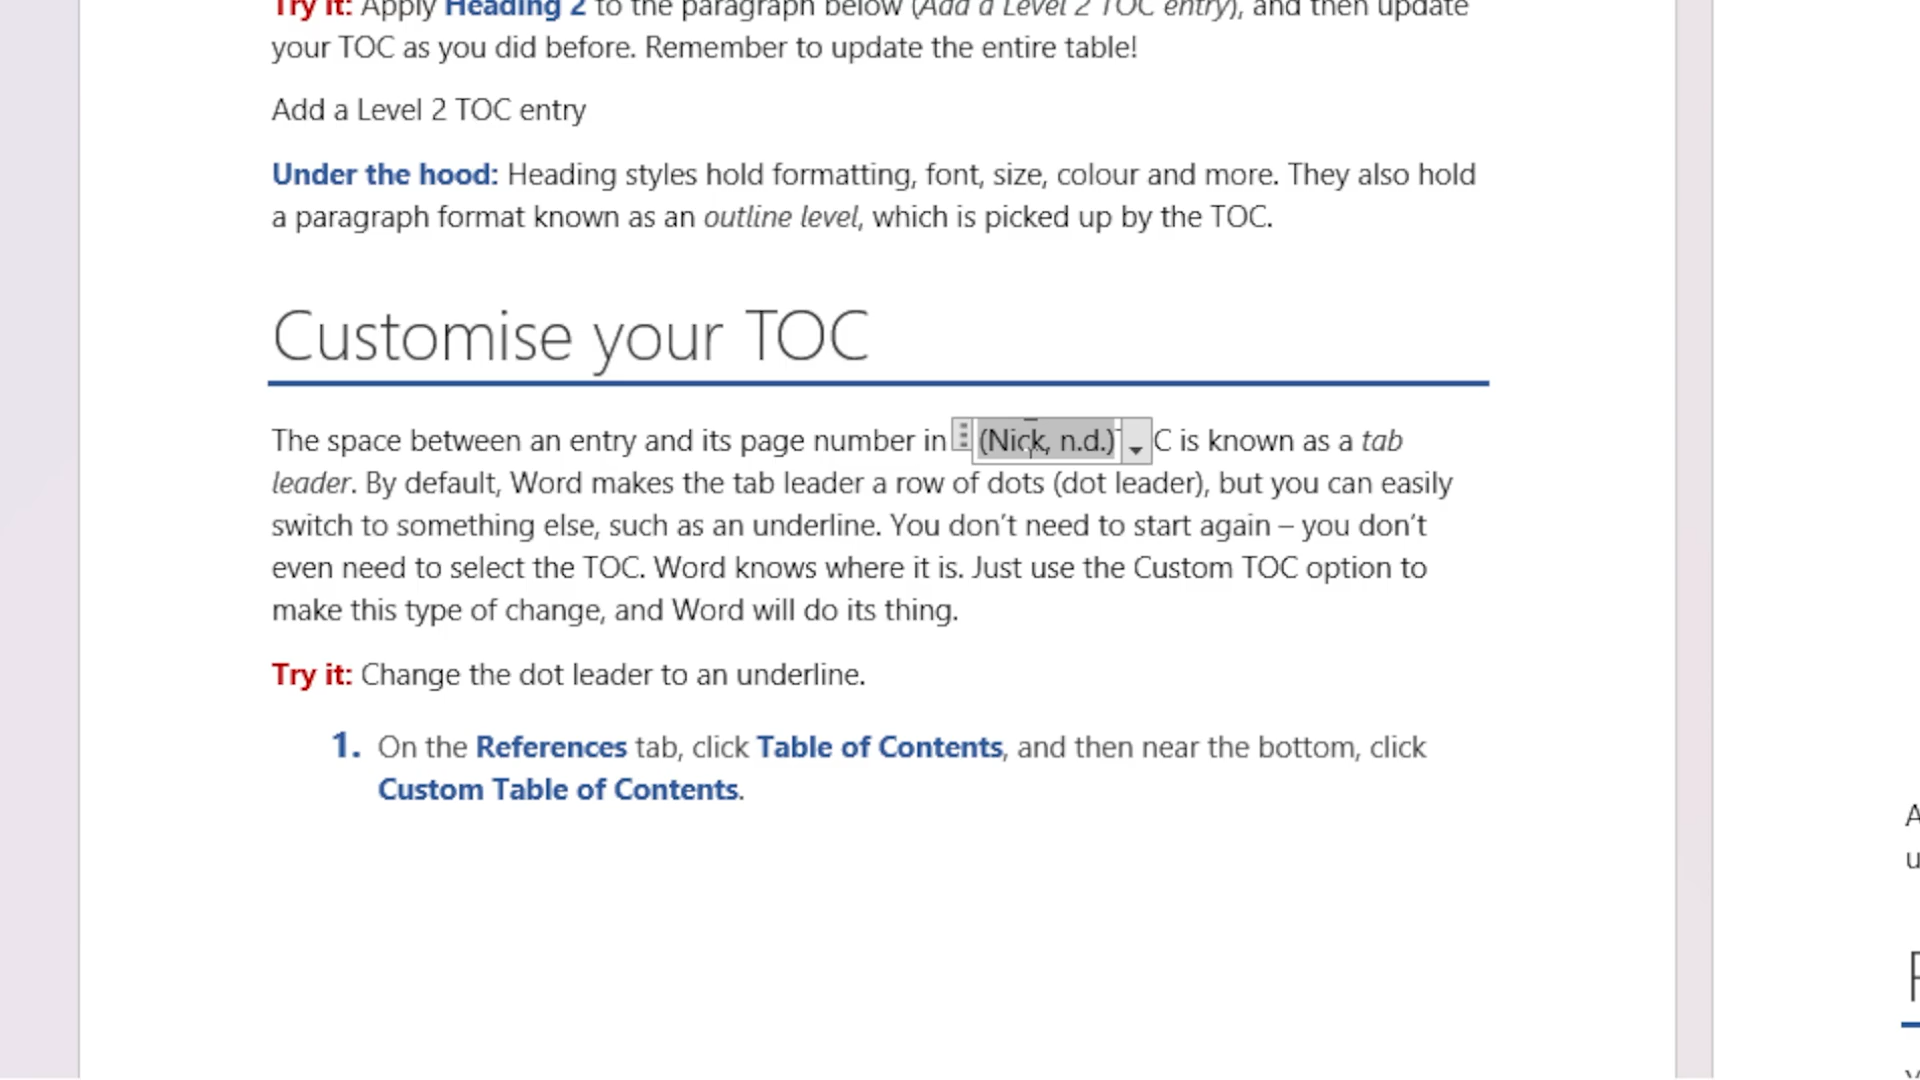 Try it: Apply Heading 2 to the paragraph below (Add a Level 2 TOC entry), and then update
your TOC as you did before. Remember to update the entire table!
Add a Level 2 TOC entry
Under the hood: Heading styles hold formatting, font, size, colour and more. They also hold
a paragraph format known as an outline level, which is picked up by the TOC.
Customise your TOC
The space between an entry and its page number in (Nick, n.d.) C is known as a tab
leader. By default, Word makes the tab leader a row of dots (dot leader), but you can easily
switch to something else, such as an underline. You don't need to start again – you don't
even need to select the TOC. Word knows where it is. Just use the Custom TOC option to
make this type of change, and Word will do its thing.
Try it: Change the dot leader to an underline.
1. On the References tab, click Table of Contents, and then near the bottom, click
Custom Table of Contents.